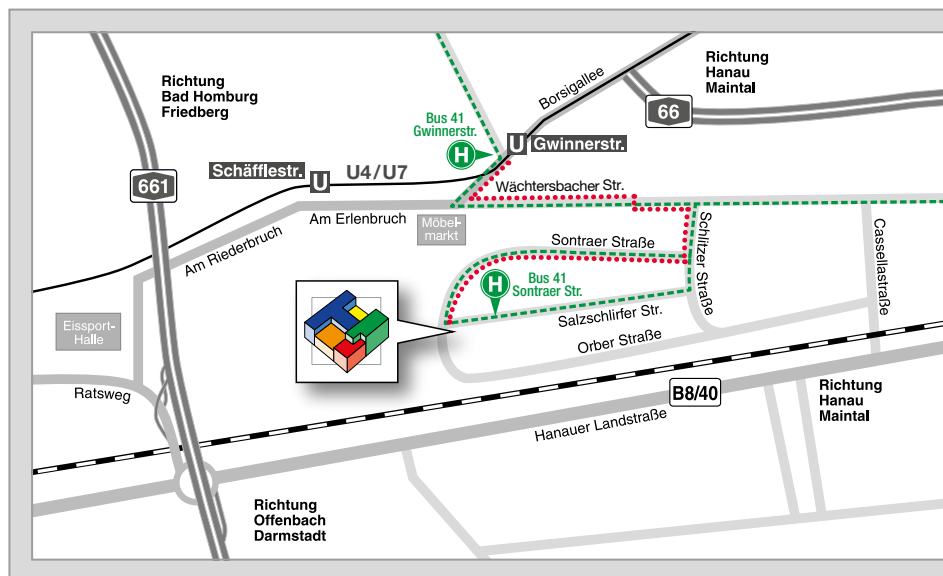 Richtung
Bad Homburg
Friedberg
Richtung
Hanau
Maintal
Borsigallee
66
Bus 41
Gwinnerstr.
H
U
Gwinnerstr.
Schäfflestr.
U
U4/U7
661
Wächtersbacher Str.
Am Erlenbruch
Möbel-
markt
Am Riederbruch
Sontraer Straße
Schlitzer Straße
Cassellastraße
H
Bus 41
Sontraer Str.
Salzschlirfer Str.
Orber Straße
Eissport-
Halle
Ratsweg
B8/40
Richtung
Hanau
Maintal
Hanauer Landstraße
Richtung
Offenbach
Darmstadt